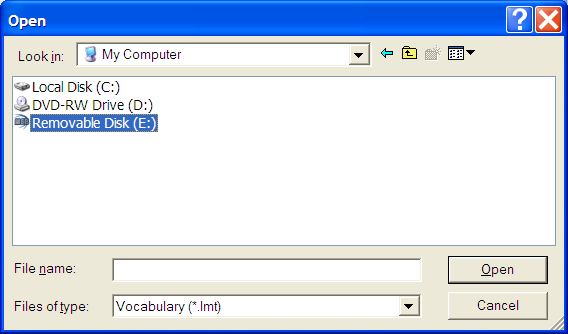 Open
Look in: My Computer
Local Disk (C:)
DVD-RW Drive (D:)
Removable Disk (E:)
File name: Open
Files of type: Vocabulary (*.lmt) Cancel